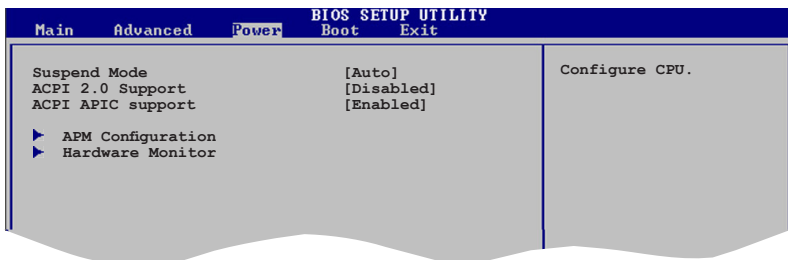 BIOS SETUP UTILITY
Main Advanced Power Boot Exit
Suspend Mode [Auto]
ACPI 2.0 Support [Disabled]
ACPI APIC support [Enabled]
APM Configuration
Hardware Monitor
Configure CPU.